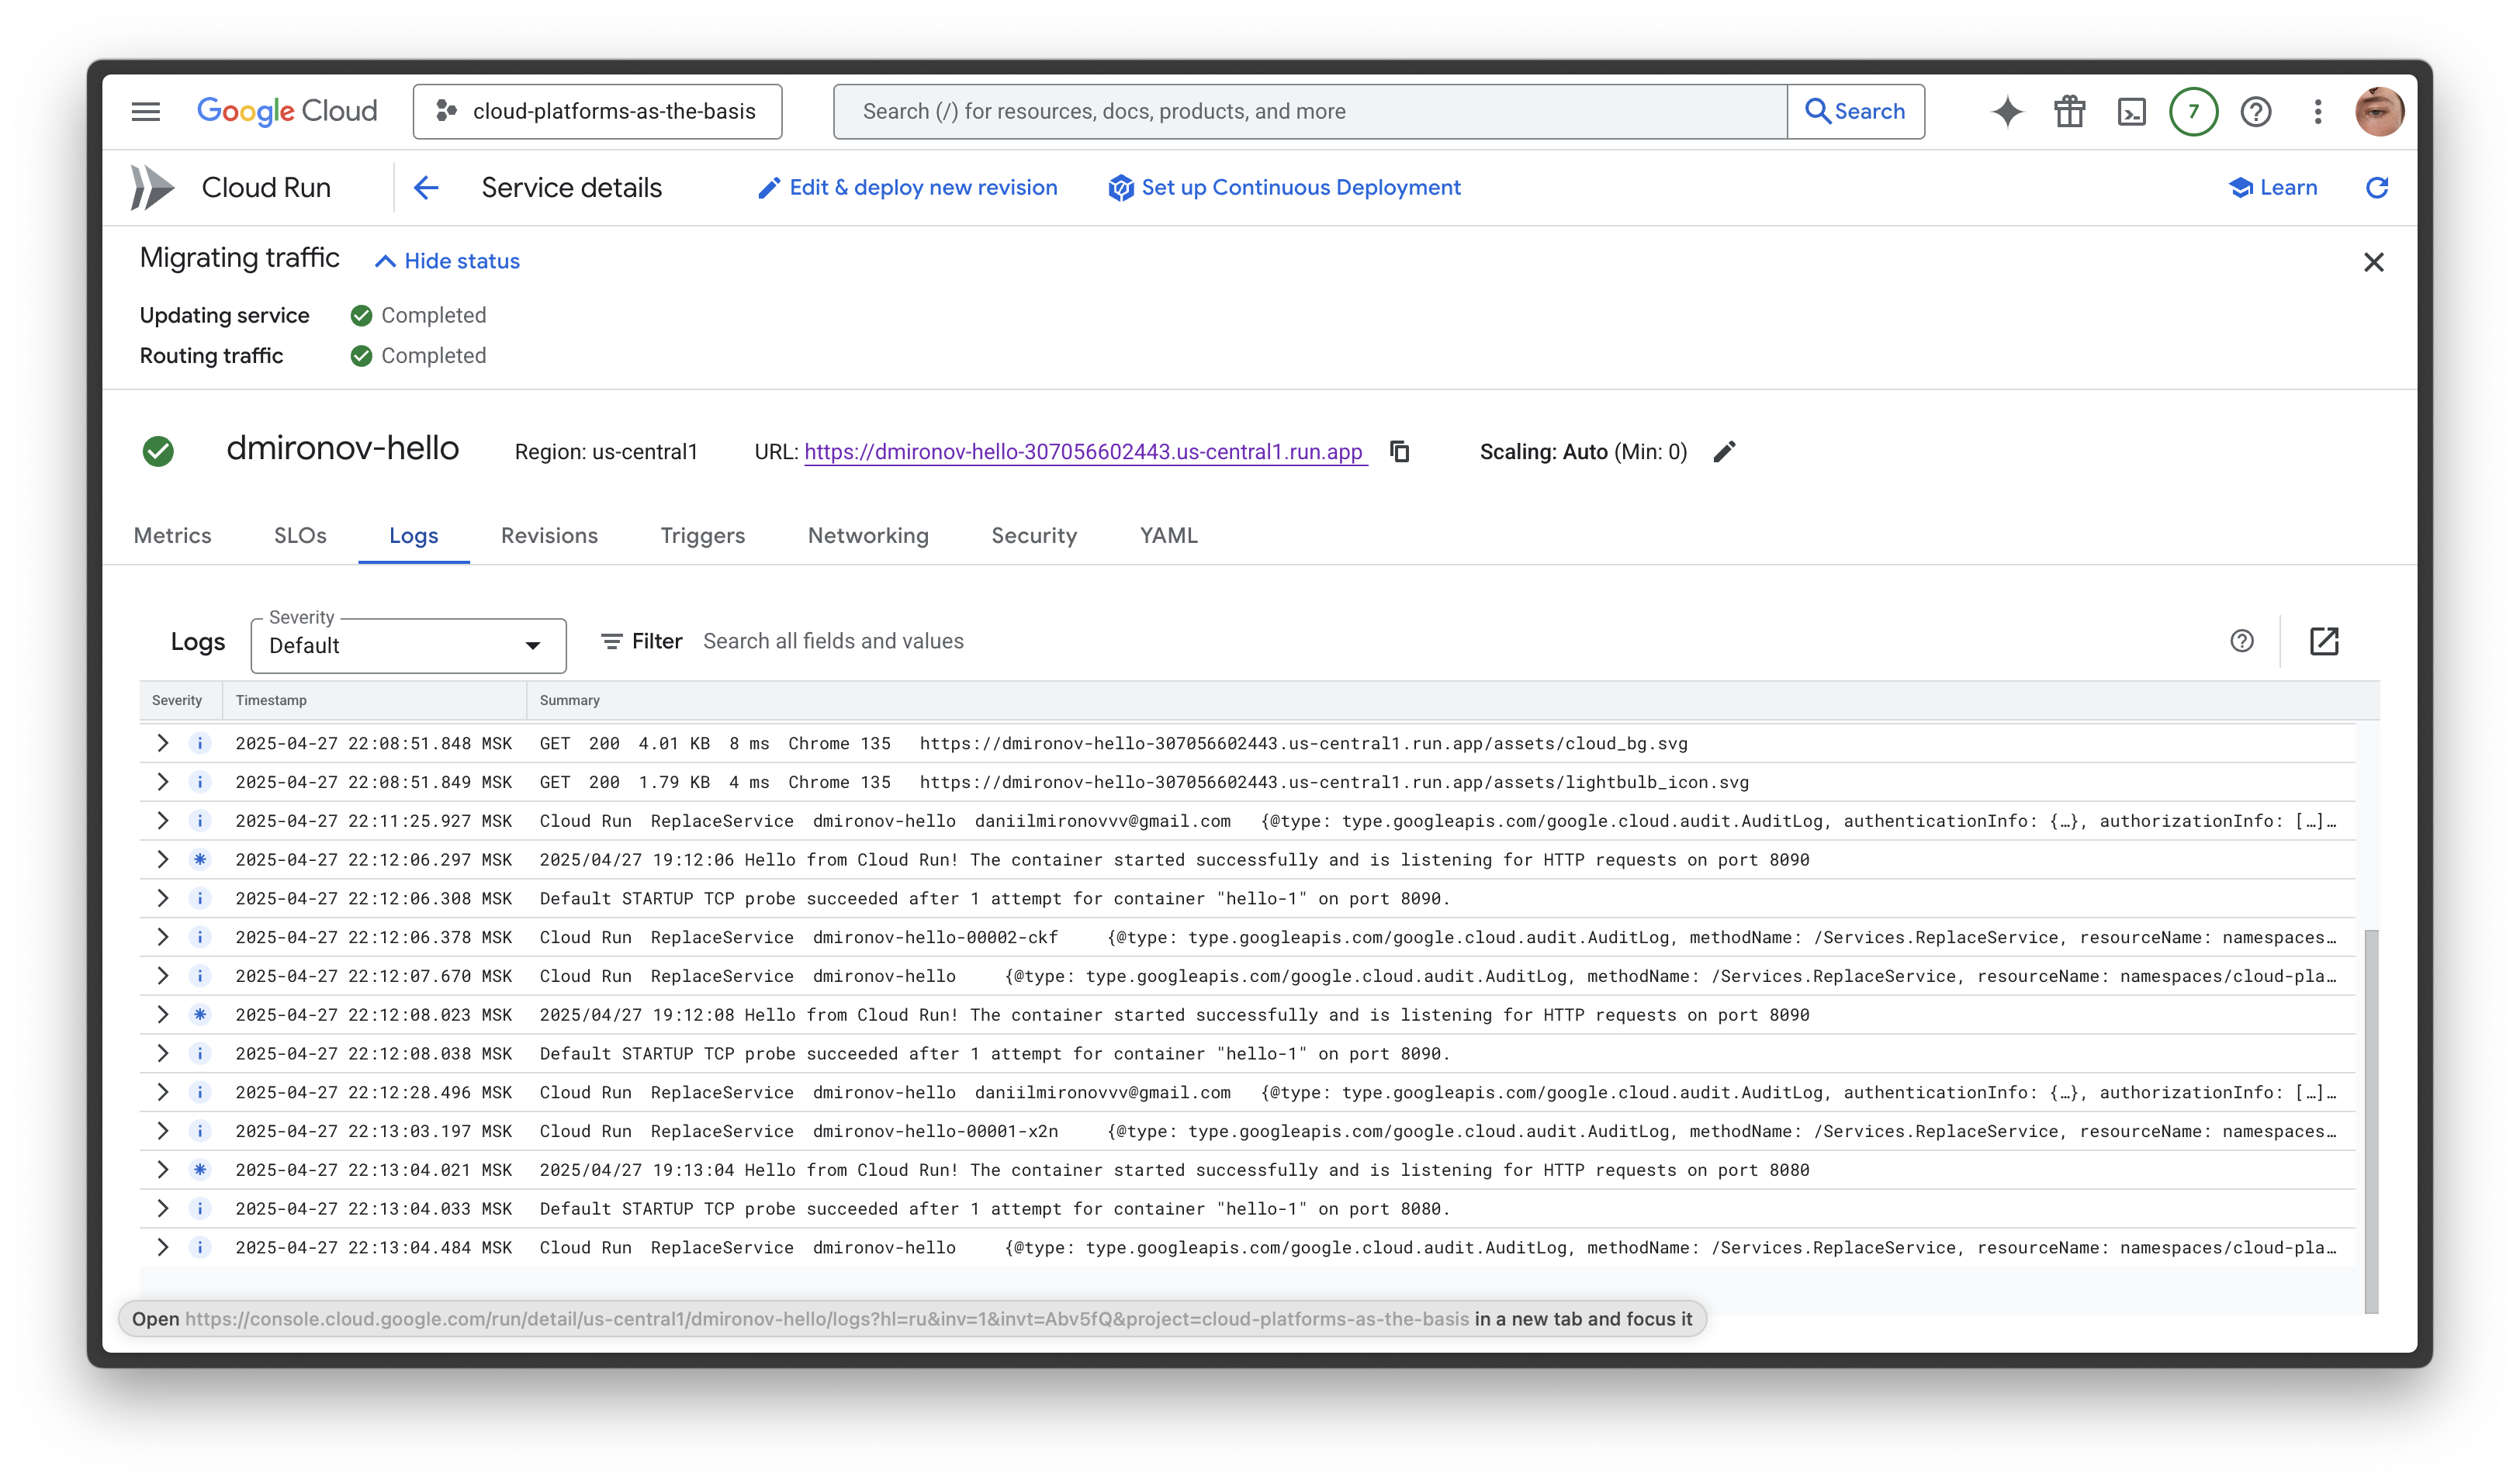 Google Cloud cloud-platforms-as-the-basis Search (/) for resources, docs, products, and more Search 7
Cloud Run Service details Edit & deploy new revision Set up Continuous Deployment Learn
Migrating traffic Hide status
Updating service Completed
Routing traffic Completed
dmironov-hello Region: us-central1 URL: https://dmironov-hello-307056602443.us-central1.run.app Scaling: Auto (Min: 0)
Metrics SLOs Logs Revisions Triggers Networking Security YAML
Logs Severity Default Filter Search all fields and values
Severity Timestamp Summary
2025-04-27 22:08:51.848 MSK GET 200 4.01 KB 8 ms Chrome 135 https://dmironov-hello-307056602443.us-central1.run.app/assets/cloud_bg.svg
2025-04-27 22:08:51.849 MSK GET 200 1.79 KB 4 ms Chrome 135 https://dmironov-hello-307056602443.us-central1.run.app/assets/lightbulb_icon.svg
2025-04-27 22:11:25.927 MSK Cloud Run ReplaceService dmironov-hello daniilmironovvv@gmail.com {@type: type.googleapis.com/google.cloud.audit.AuditLog, authenticationInfo: {…}, authorizationInfo: […]…
2025-04-27 22:12:06.297 MSK 2025/04/27 19:12:06 Hello from Cloud Run! The container started successfully and is listening for HTTP requests on port 8090
2025-04-27 22:12:06.308 MSK Default STARTUP TCP probe succeeded after 1 attempt for container "hello-1" on port 8090.
2025-04-27 22:12:06.378 MSK Cloud Run ReplaceService dmironov-hello-00002-ckf {@type: type.googleapis.com/google.cloud.audit.AuditLog, methodName: /Services.ReplaceService, resourceName: namespaces…
2025-04-27 22:12:07.670 MSK Cloud Run ReplaceService dmironov-hello {@type: type.googleapis.com/google.cloud.audit.AuditLog, methodName: /Services.ReplaceService, resourceName: namespaces/cloud-pla…
2025-04-27 22:12:08.023 MSK 2025/04/27 19:12:08 Hello from Cloud Run! The container started successfully and is listening for HTTP requests on port 8090
2025-04-27 22:12:08.038 MSK Default STARTUP TCP probe succeeded after 1 attempt for container "hello-1" on port 8090.
2025-04-27 22:12:28.496 MSK Cloud Run ReplaceService dmironov-hello daniilmironovvv@gmail.com {@type: type.googleapis.com/google.cloud.audit.AuditLog, authenticationInfo: {…}, authorizationInfo: […]…
2025-04-27 22:13:03.197 MSK Cloud Run ReplaceService dmironov-hello-00001-x2n {@type: type.googleapis.com/google.cloud.audit.AuditLog, methodName: /Services.ReplaceService, resourceName: namespaces…
2025-04-27 22:13:04.021 MSK 2025/04/27 19:13:04 Hello from Cloud Run! The container started successfully and is listening for HTTP requests on port 8080
2025-04-27 22:13:04.033 MSK Default STARTUP TCP probe succeeded after 1 attempt for container "hello-1" on port 8080.
2025-04-27 22:13:04.484 MSK Cloud Run ReplaceService dmironov-hello {@type: type.googleapis.com/google.cloud.audit.AuditLog, methodName: /Services.ReplaceService, resourceName: namespaces/cloud-pla…
Open https://console.cloud.google.com/run/detail/us-central1/dmironov-hello/logs?hl=ru&inv=1&invt=Abv5fQ&project=cloud-platforms-as-the-basis in a new tab and focus it